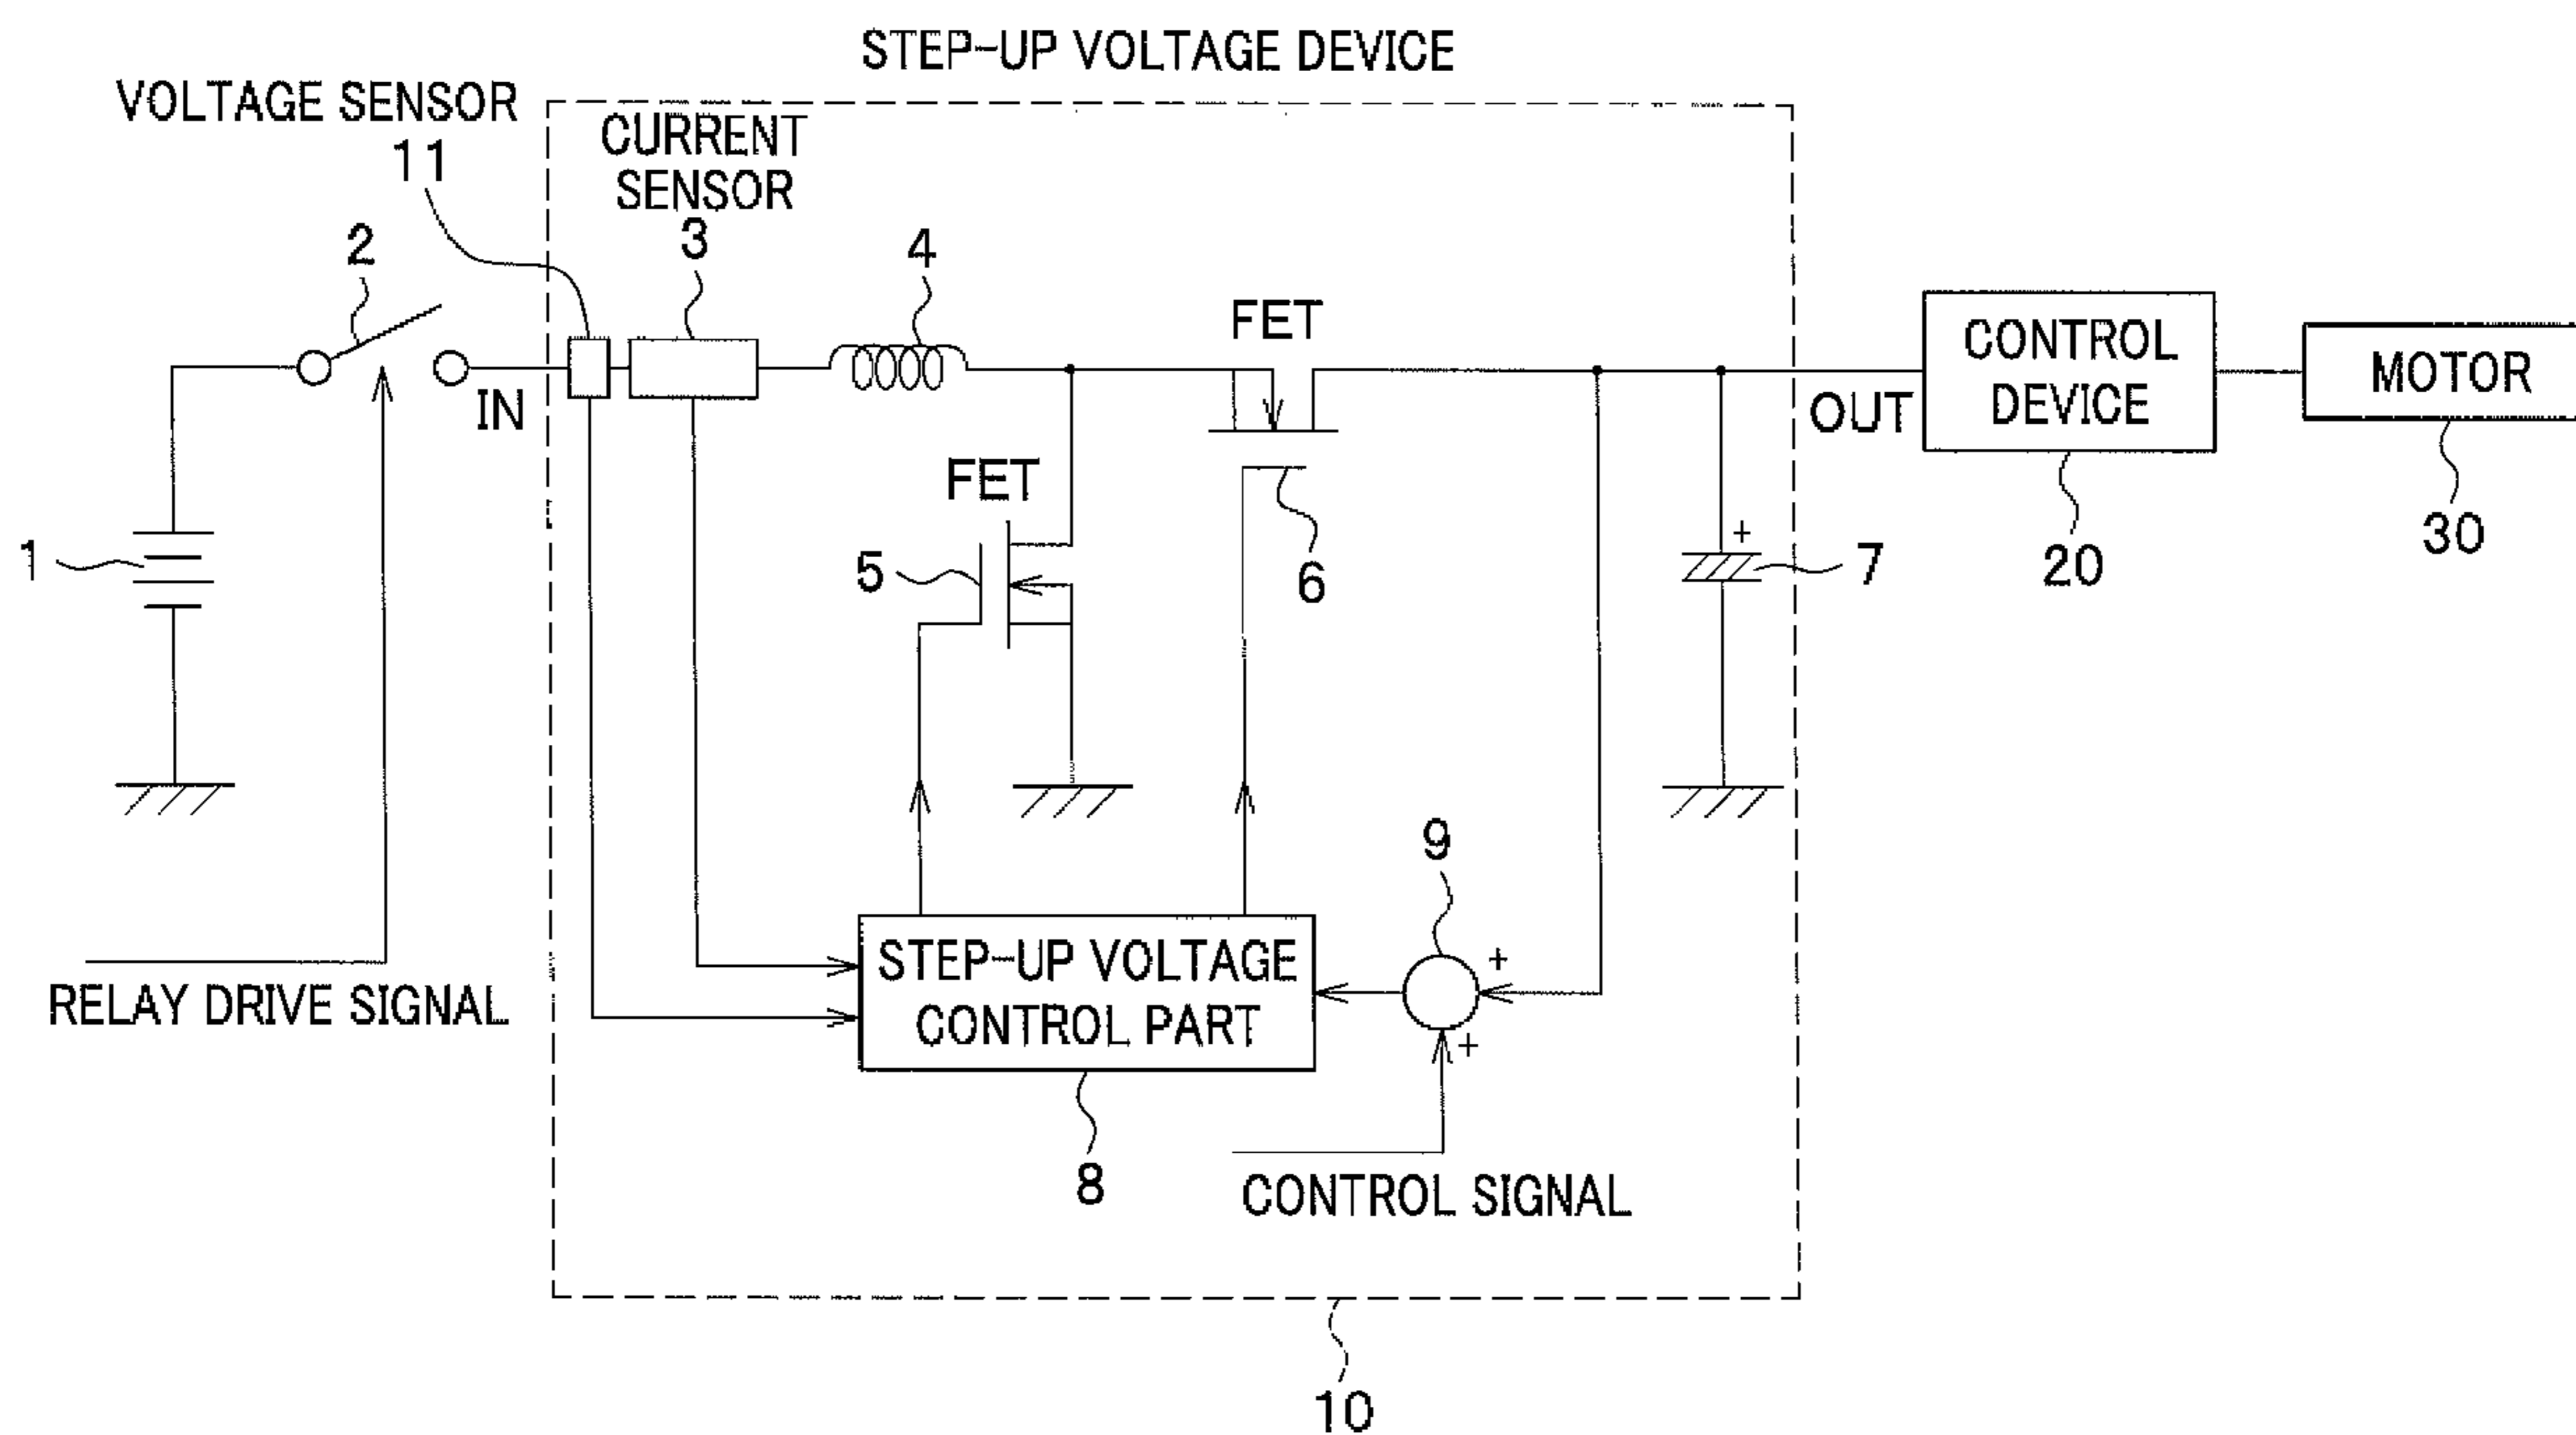 STEP-UP VOLTAGE DEVICE
VOLTAGE SENSOR
11
CURRENT
SENSOR
3
2
4
FET
IN
OUT
CONTROL
DEVICE
MOTOR
FET
1
5
6
+
7
20
30
9
RELAY DRIVE SIGNAL
STEP-UP VOLTAGE
CONTROL PART
+
+
8
CONTROL SIGNAL
10